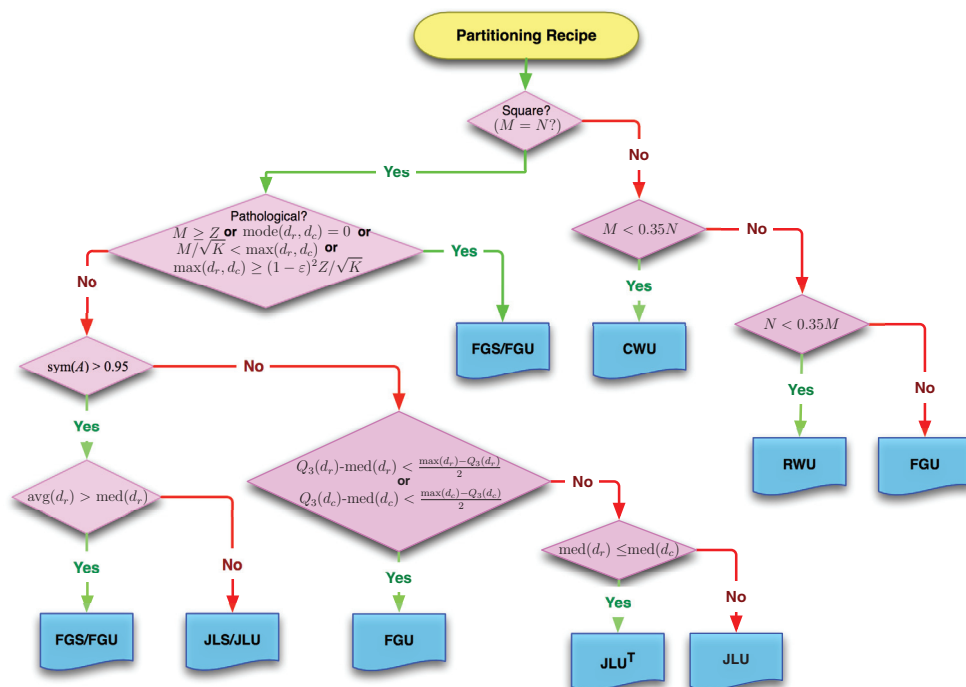 Partitioning Recipe
Square?
(M = N?)
Yes
No
Pathological?
M ≥ Z or mode(d_r, d_c) = 0 or
M/√K < max(d_r, d_c) or
max(d_r, d_c) ≥ (1 − ε)²Z/√K
M < 0.35N
No
Yes
No
Yes
FGS/FGU
CWU
N < 0.35M
sym(A) > 0.95
No
Yes
No
Yes
RWU
FGU
avg(d_r) > med(d_r)
Q₃(d_r)-med(d_r) < (max(d_r)−Q₃(d_r))/2
or
Q₃(d_c)-med(d_c) < (max(d_c)−Q₃(d_c))/2
No
med(d_r) ≤med(d_c)
Yes
No
Yes
Yes
No
FGS/FGU
JLS/JLU
FGU
JLU^T
JLU